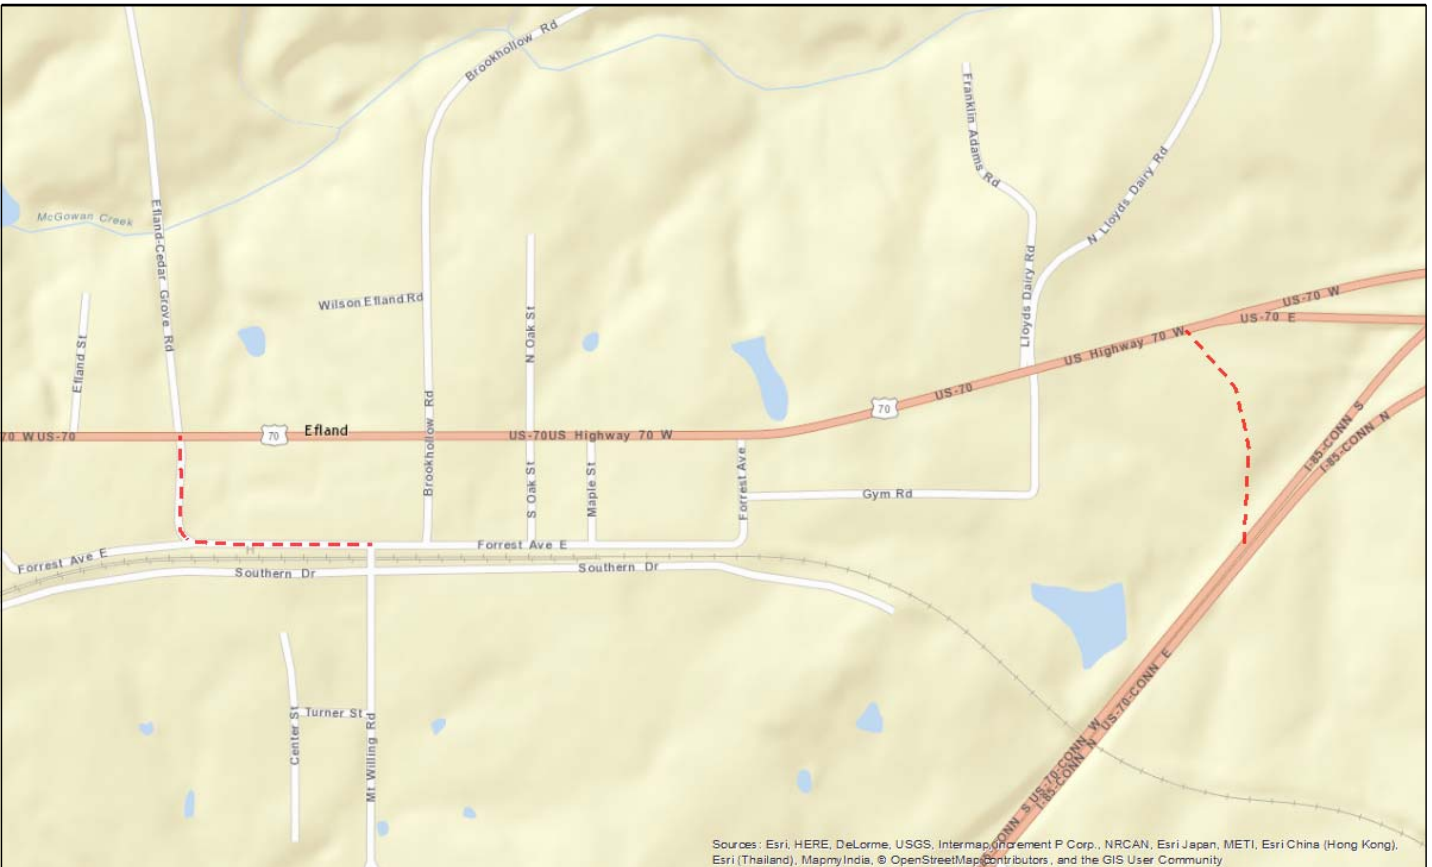 Brookhollow Rd
Franklin Adams Rd
N Lloyds Dairy Rd
McGowan Creek
Efland-Cedar Grove Rd
Wilson Efland Rd
Efland St
N Oak St
Lloyds Dairy Rd
US-70 W
US-70 E
US Highway 70 W
US-70
70
70 W US-70
70
Efland
US-70US Highway 70 W
Brookhollow Rd
S Oak St
Maple St
Forrest Ave
Gym Rd
I-85-CONN S
I-85-CONN N
Forrest Ave E
Forrest Ave E
Southern Dr
Southern Dr
Center St
Turner St
Mt Willing Rd
US-70-CONN E
US-70-CONN W
I-85-CONN N
CONN S
Sources: Esri, HERE, DeLorme, USGS, Intermap, increment P Corp., NRCAN, Esri Japan, METI, Esri China (Hong Kong),
Esri (Thailand), MapmyIndia, © OpenStreetMap contributors, and the GIS User Community